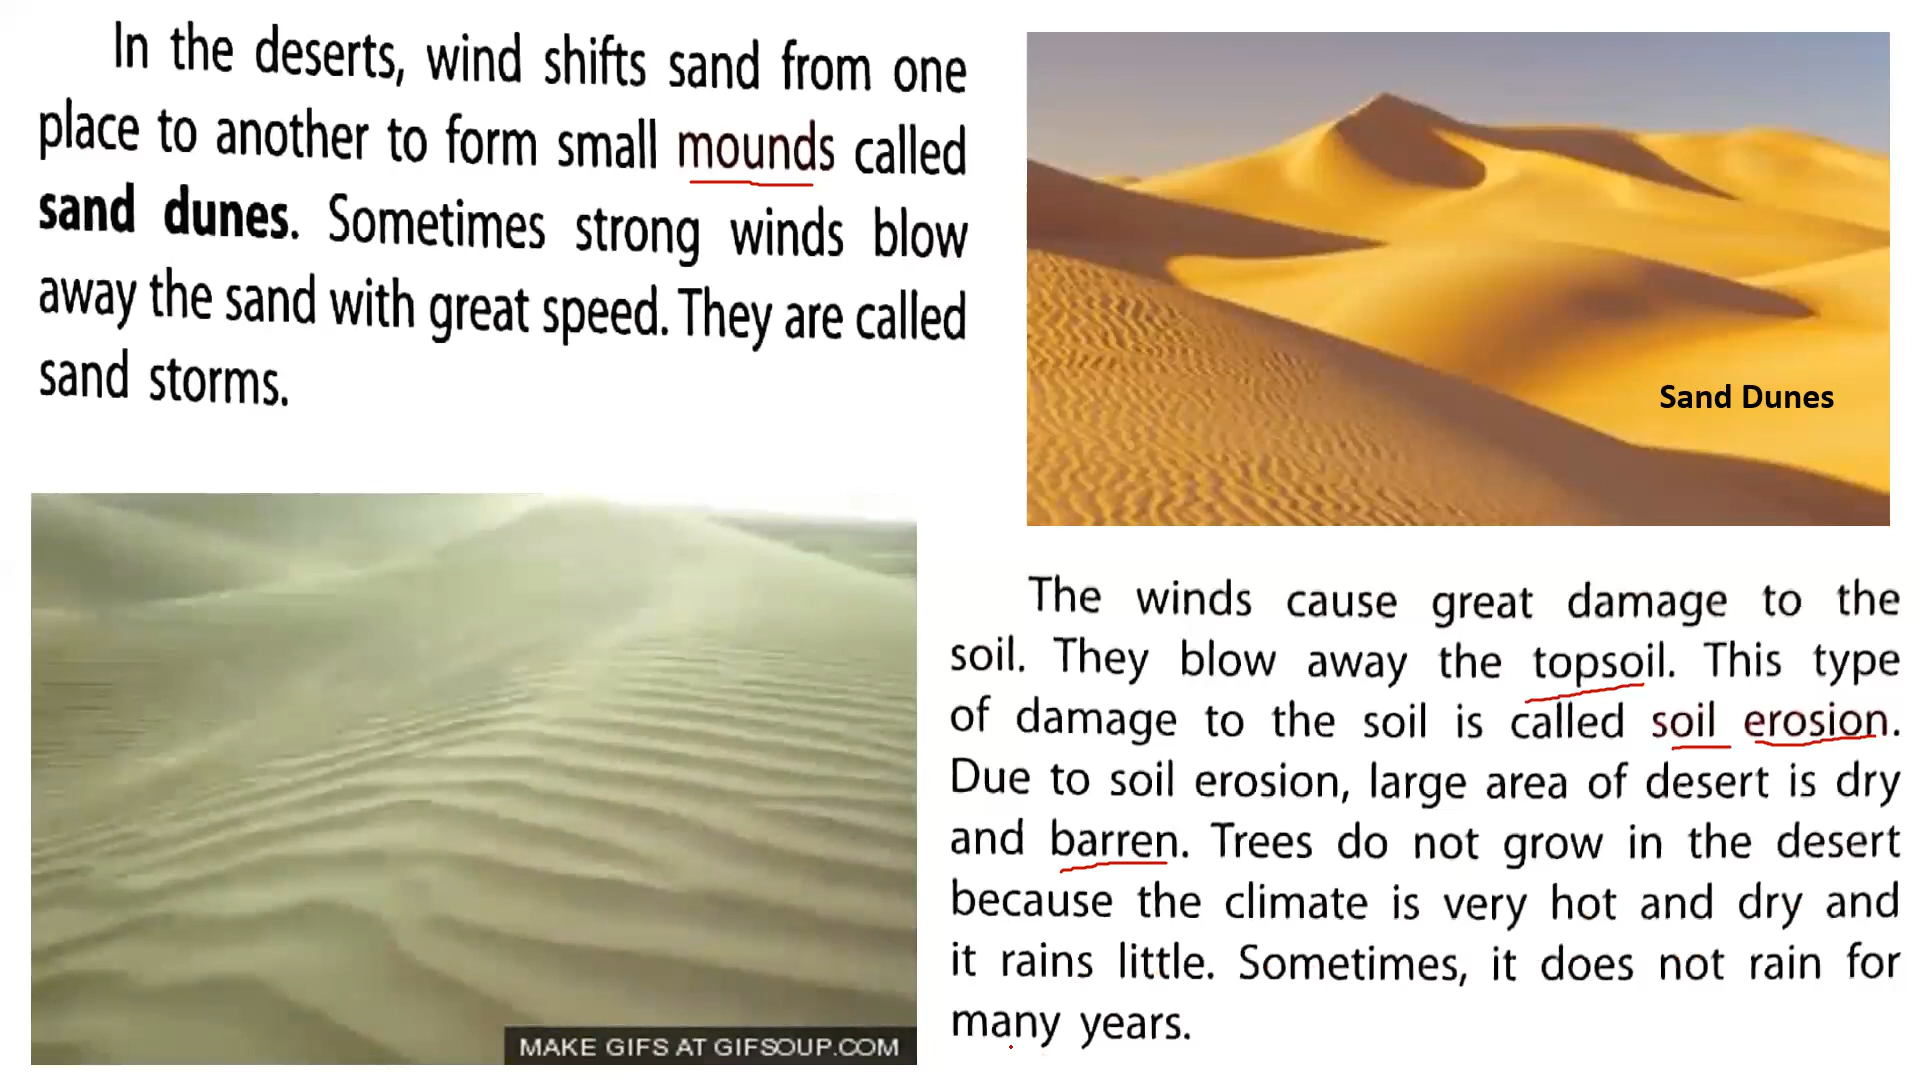 In the deserts, wind shifts sand from one
place to another to form small mounds called
sand dunes. Sometimes strong winds blow
away the sand with great speed. They are called
sand storms.
Sand Dunes
MAKE GIFS AT GIFSOUP.COM
The winds cause great damage to the
soil. They blow away the topsoil. This type
of damage to the soil is called soil erosion.
Due to soil erosion, large area of desert is dry
and barren. Trees do not grow in the desert
because the climate is very hot and dry and
it rains little. Sometimes, it does not rain for
many years.